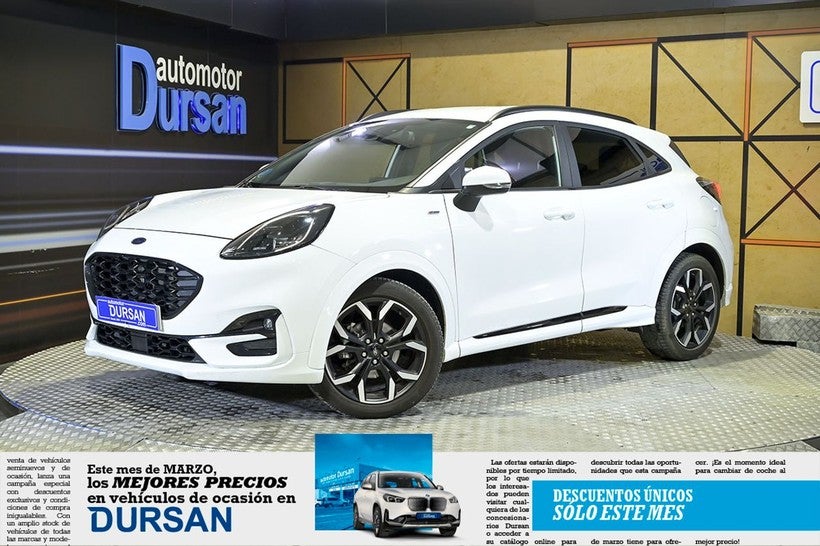 automotor
DURSAN
automotor
DURSAN
.com
venta de vehículos
seminuevos y de
ocasión, lanza una
campaña especial
con descuentos
exclusivos y condi-
ciones de compra
inigualables. Con
un amplio stock de
vehículos de todas
las marcas y mode-
Este mes de MARZO,
los MEJORES PRECIOS
en vehículos de ocasión en
DURSAN
automotor Dursan
Las ofertas estarán dispo-
nibles por tiempo limitado,
por lo que
los interesa-
dos pueden
visitar cual-
quiera de los
concesiona-
rios Dursan
o acceder a
su catálogo online para
descubrir todas las oportu-
nidades que esta campaña
de marzo tiene para ofre-
cer. ¡Es el momento ideal
para cambiar de coche al
mejor precio!
DESCUENTOS ÚNICOS
SÓLO ESTE MES